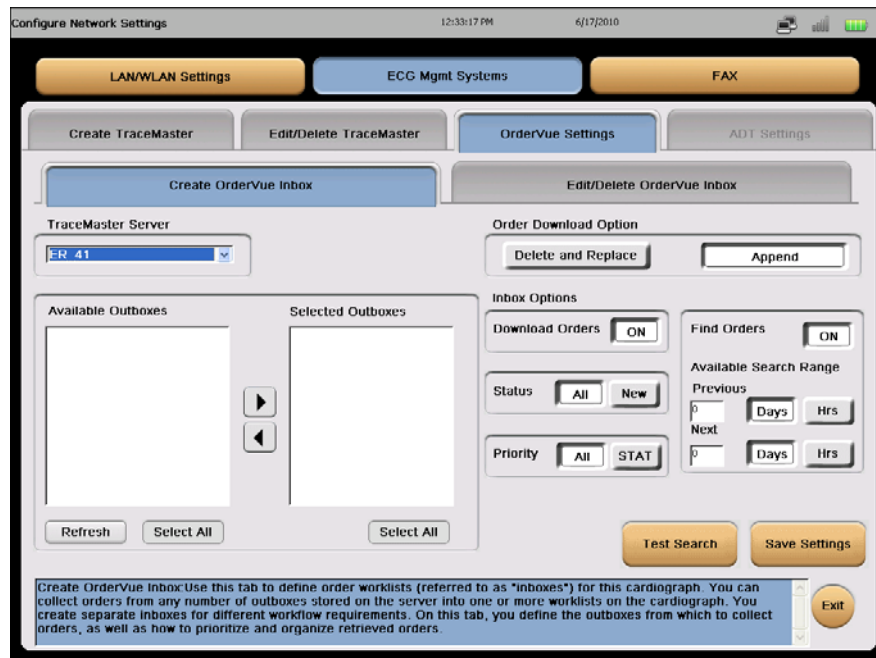 Configure Network Settings 12:33:17 PM 6/17/2010
LAN/WLAN Settings ECG Mgmt Systems FAX
Create TraceMaster Edit/Delete TraceMaster OrderVue Settings ADT Settings
Create OrderVue Inbox Edit/Delete OrderVue Inbox
TraceMaster Server
ER 41
Order Download Option
Delete and Replace Append
Available Outboxes Selected Outboxes
Refresh Select All Select All
Inbox Options
Download Orders ON
Status All New
Priority All STAT
Find Orders ON
Available Search Range
Previous
0 Days Hrs
Next
0 Days Hrs
Test Search Save Settings
Create OrderVue Inbox:Use this tab to define order worklists (referred to as "inboxes") for this cardiograph. You can
collect orders from any number of outboxes stored on the server into one or more worklists on the cardiograph. You
create separate inboxes for different workflow requirements. On this tab, you define the outboxes from which to collect
orders, as well as how to prioritize and organize retrieved orders.
Exit